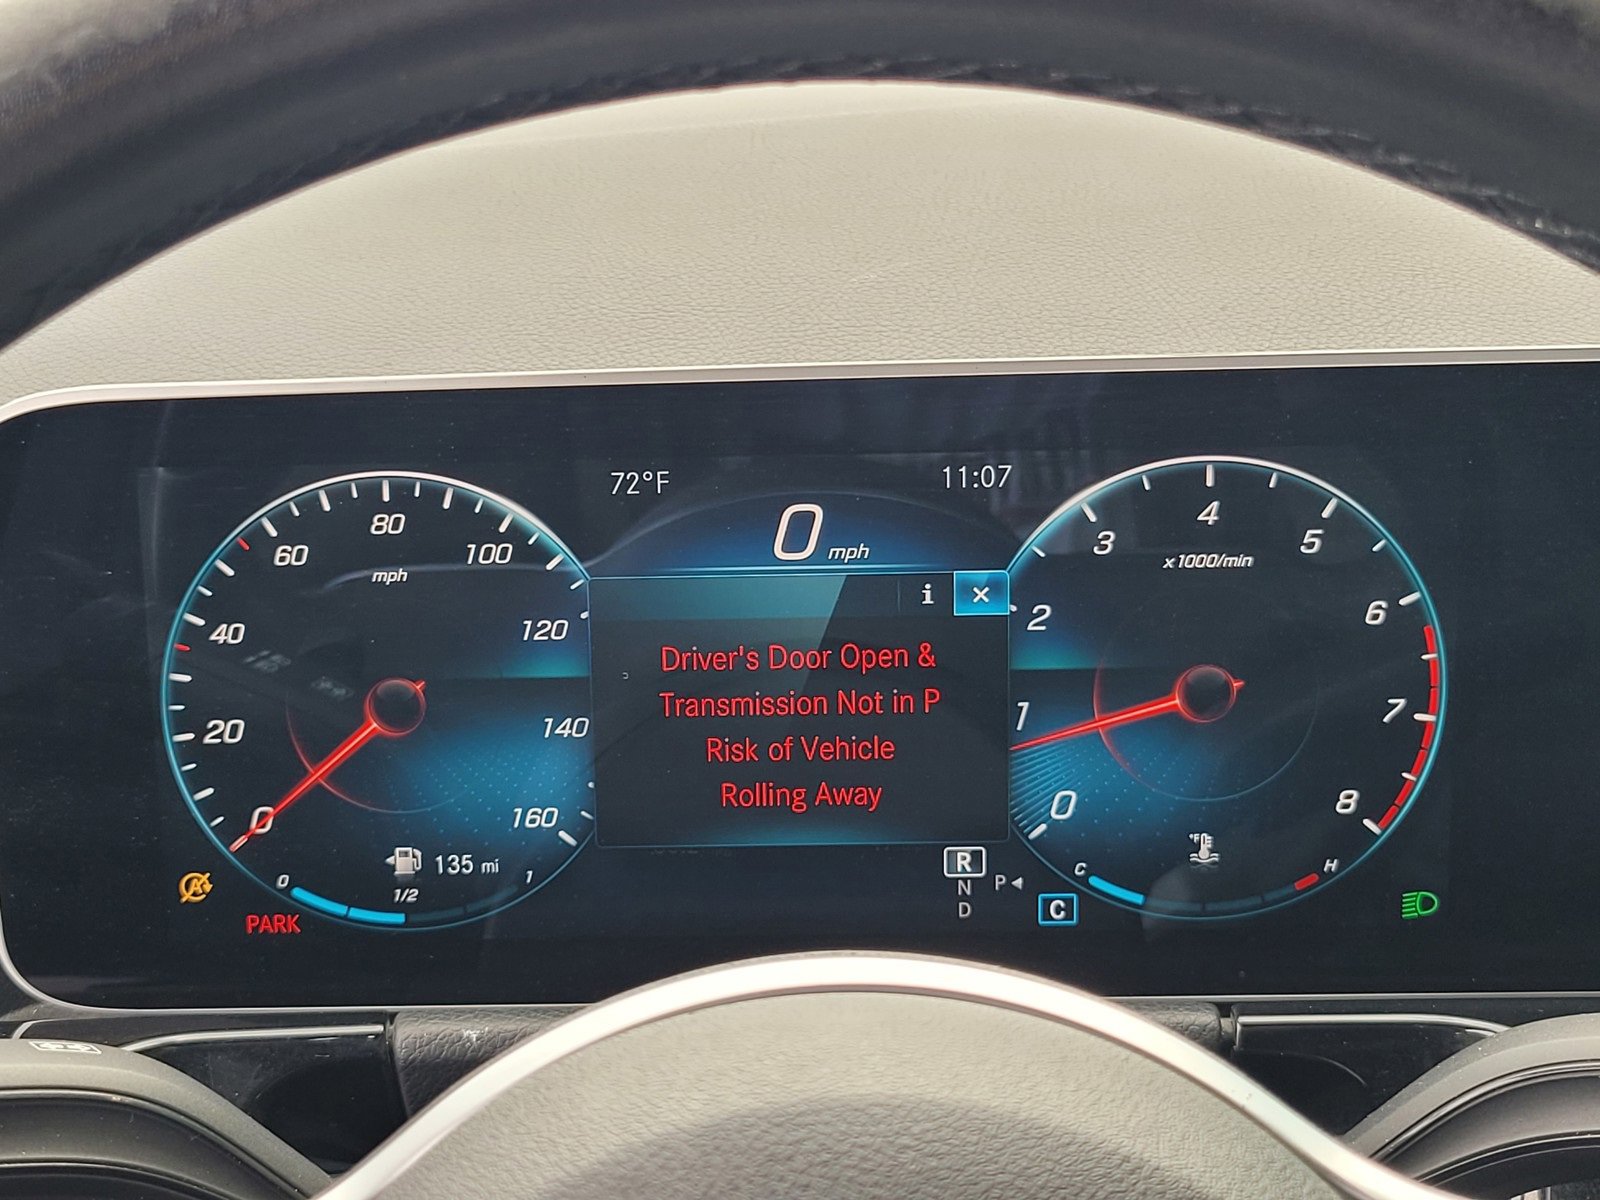 72°F
11:07
0 mph
0
20
40
60
80
100
120
140
160
mph
i ×
Driver's Door Open &
Transmission Not in P
Risk of Vehicle
Rolling Away
0
1
2
3
4
5
6
7
8
x1000/min
135 mi
0
1/2
1
A
PARK
R
N
D
P
C
C
H
°F